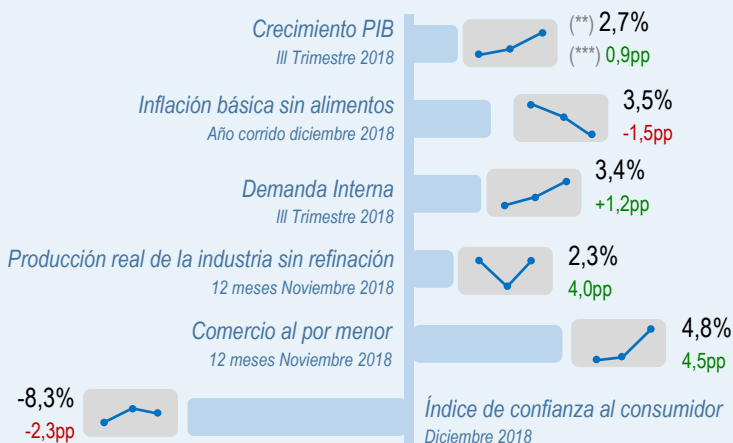 Crecimiento PIB
III Trimestre 2018
(**) 2,7%
(***) 0,9pp
Inflación básica sin alimentos
Año corrido diciembre 2018
3,5%
-1,5pp
Demanda Interna
III Trimestre 2018
3,4%
+1,2pp
Producción real de la industria sin refinación
12 meses Noviembre 2018
2,3%
4,0pp
Comercio al por menor
12 meses Noviembre 2018
4,8%
4,5pp
-8,3%
-2,3pp
Índice de confianza al consumidor
Diciembre 2018